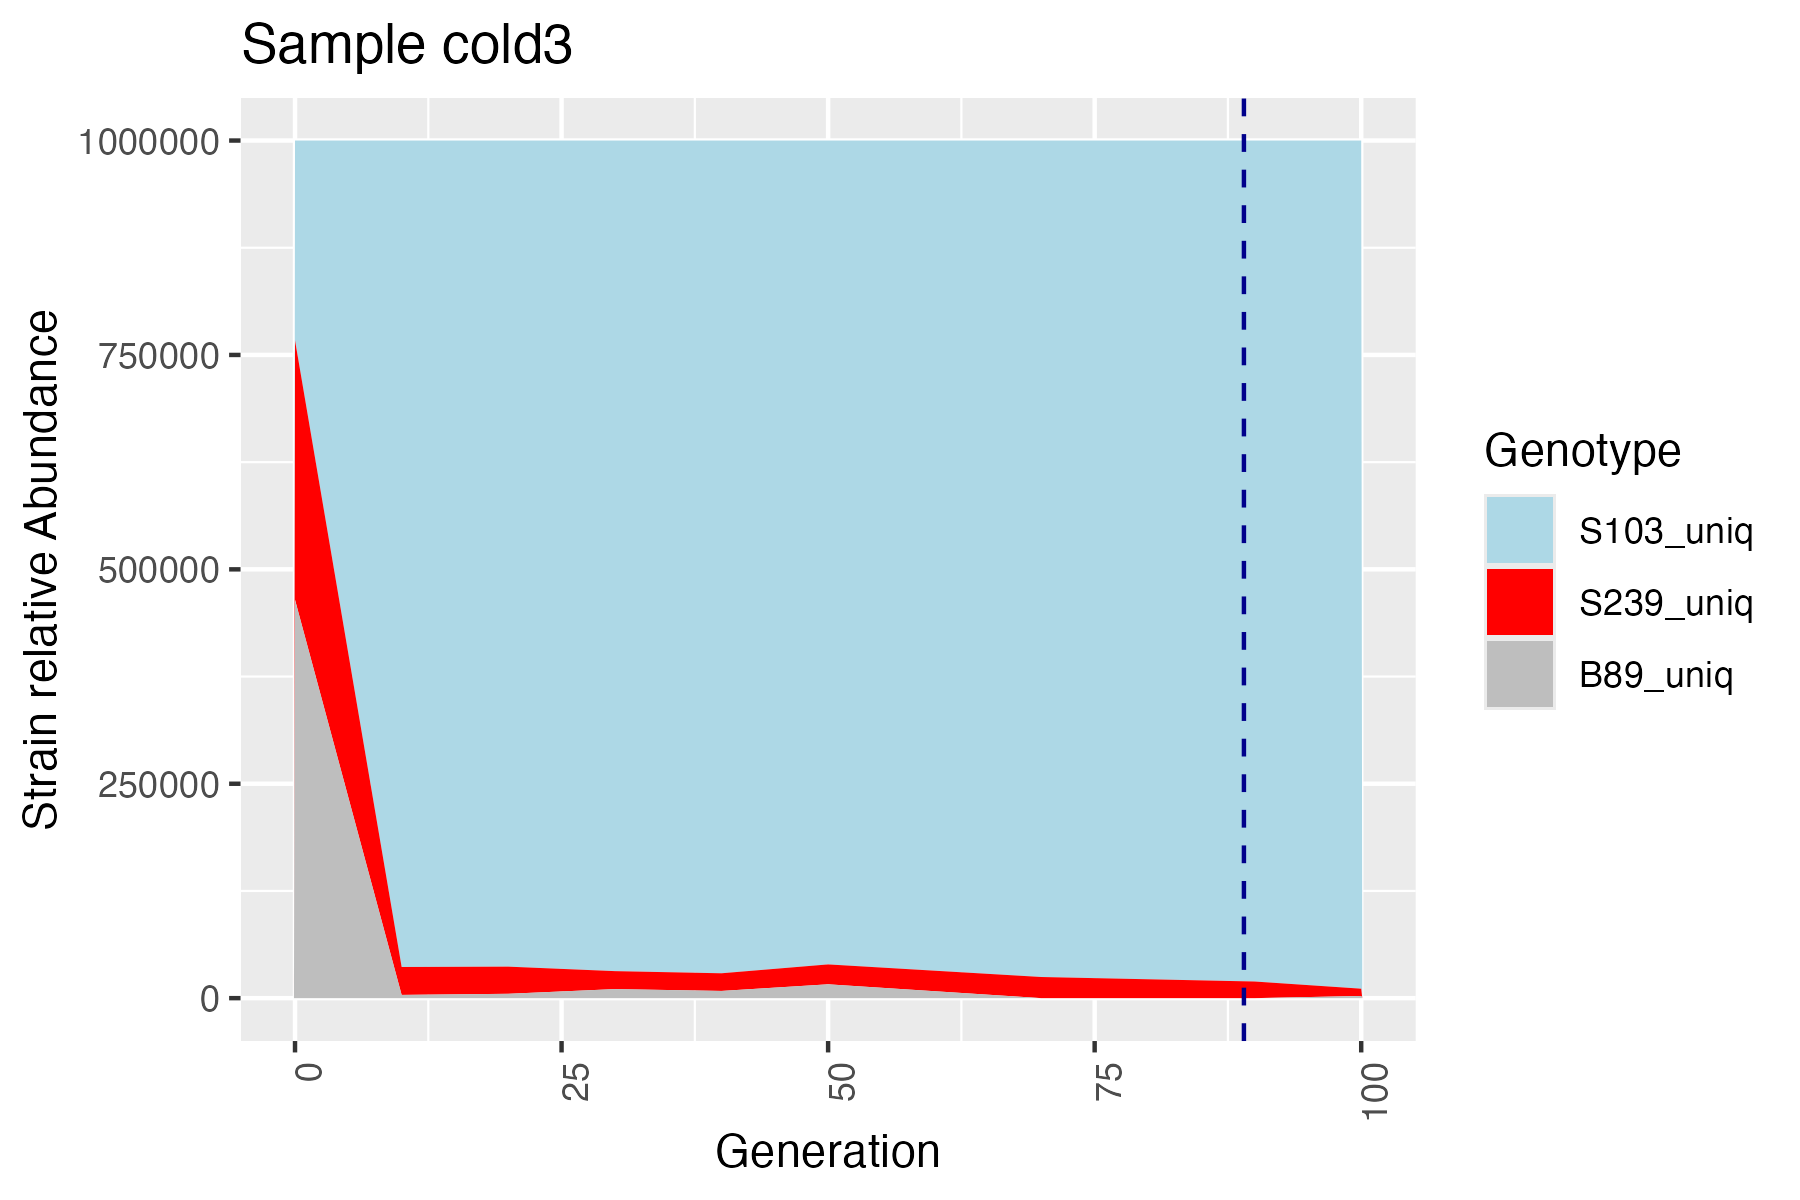 Sample cold3
1000000
750000
500000
250000
0
Strain relative Abundance
0
25
50
75
100
Generation
Genotype
S103_uniq
S239_uniq
B89_uniq